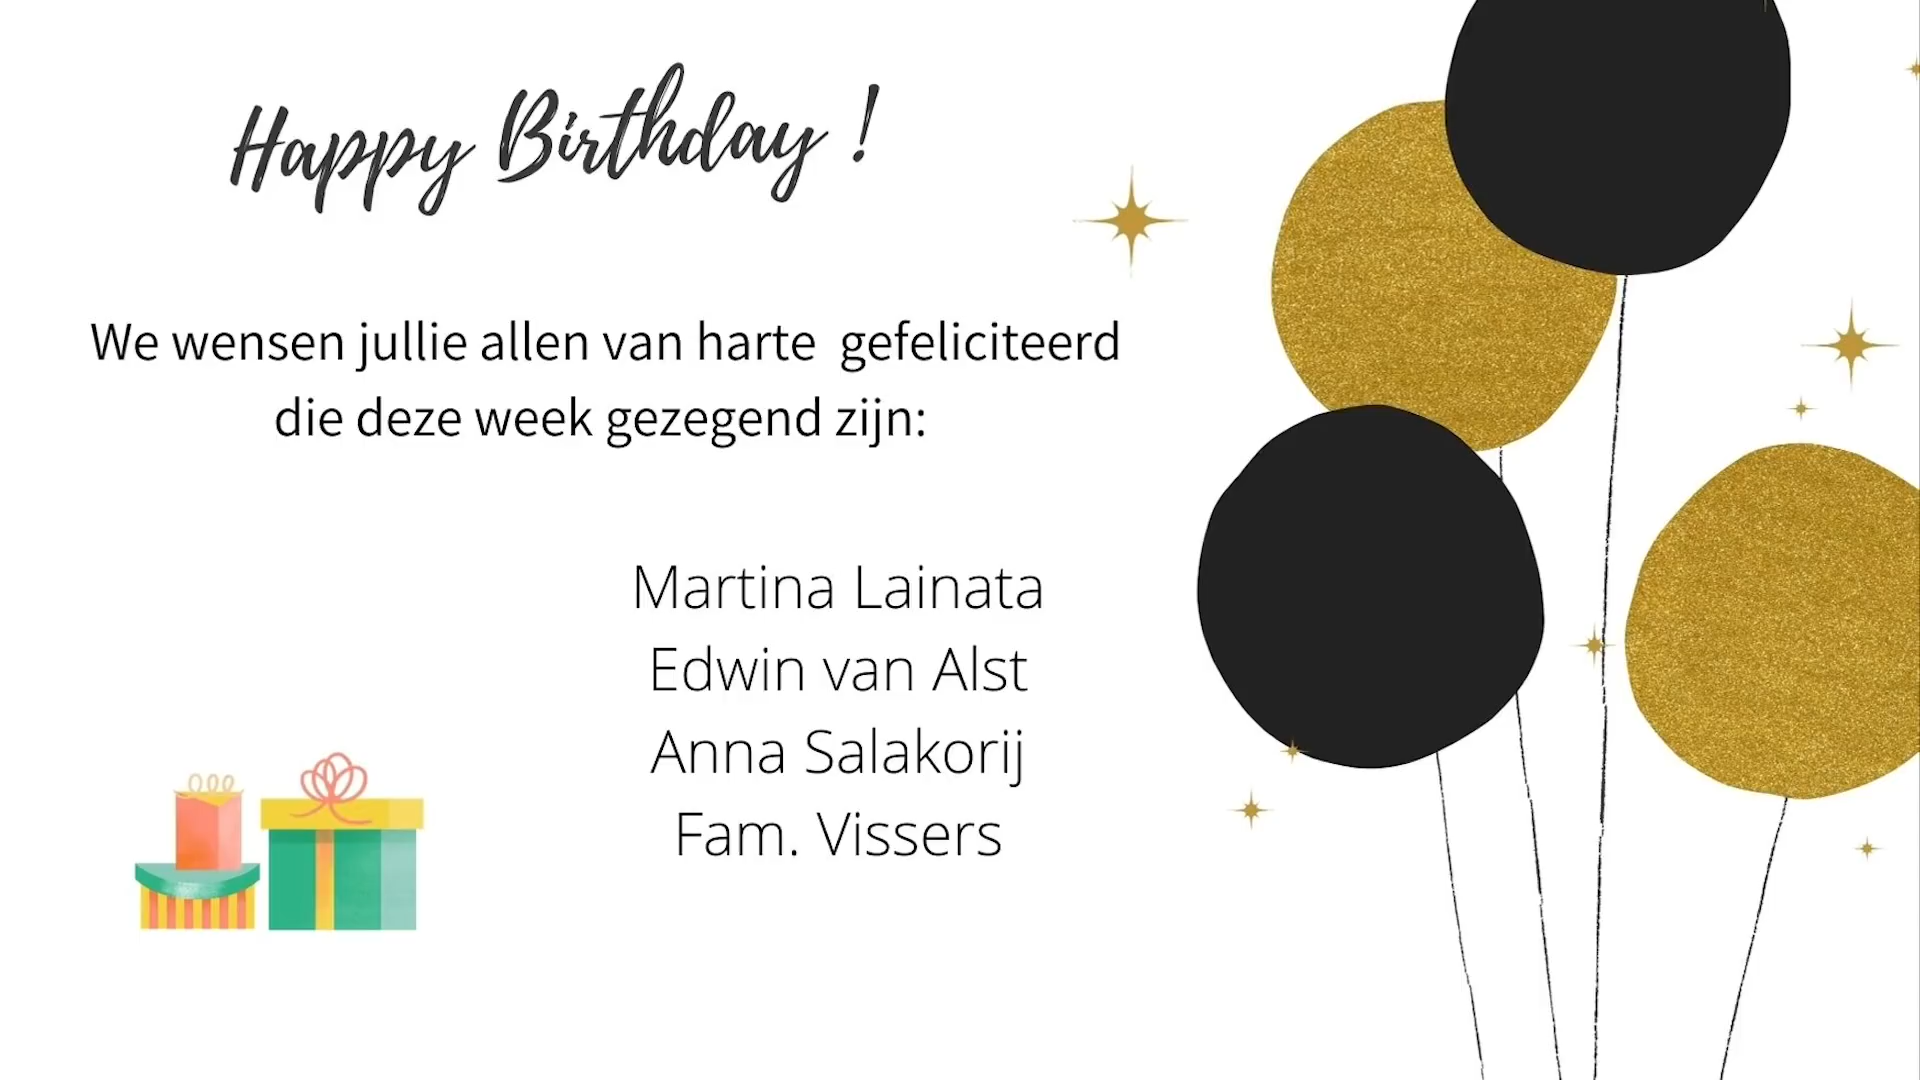 Happy Birthday !
We wensen jullie allen van harte gefeliciteerd
die deze week gezegend zijn:
Martina Lainata
Edwin van Alst
Anna Salakorij
Fam. Vissers